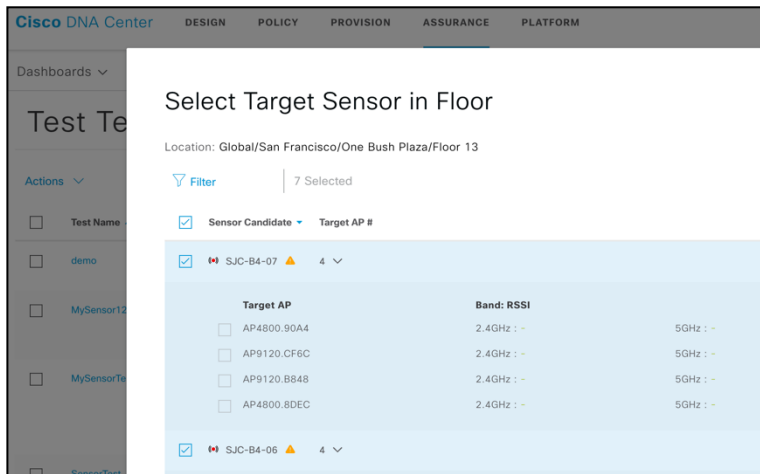 Cisco DNA Center DESIGN POLICY PROVISION ASSURANCE PLATFORM
Dashboards
Test Te
Actions
Test Name
demo
MySensor12
MySensorTe
SensorTest
Select Target Sensor in Floor
Location: Global/San Francisco/One Bush Plaza/Floor 13
Filter 7 Selected
Sensor Candidate Target AP #
SJC-B4-07 4
Target AP Band: RSSI
AP4800.90A4 2.4GHz : - 5GHz : -
AP9120.CF6C 2.4GHz : - 5GHz : -
AP9120.B848 2.4GHz : - 5GHz : -
AP4800.8DEC 2.4GHz : - 5GHz : -
SJC-B4-06 4